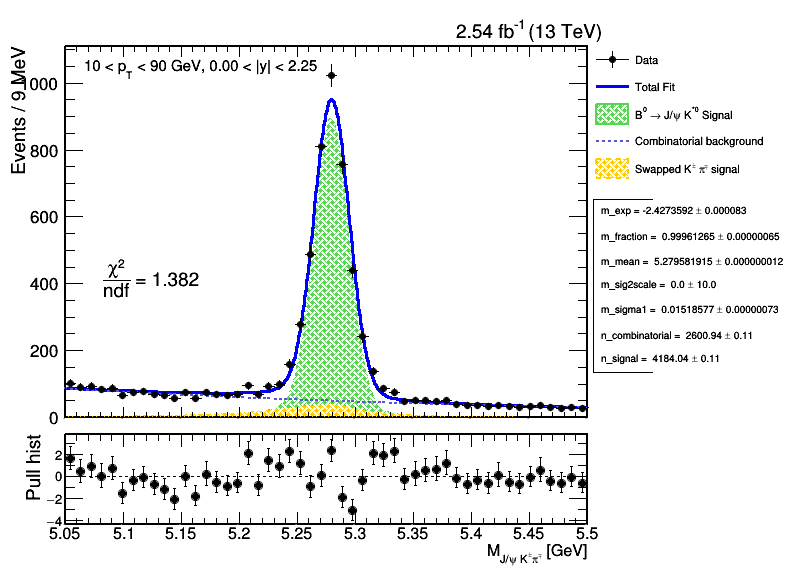 2.54 fb⁻¹ (13 TeV)
Events / 9 MeV
10 < p_T < 90 GeV, 0.00 < |y| < 2.25
1000
800
600
400
200
0
χ²/ndf = 1.382
Data
Total Fit
B⁰ → J/ψ K*⁰ Signal
Combinatorial background
Swapped K± π∓ signal
m_exp = -2.4273592 ± 0.000083
m_fraction = 0.99961265 ± 0.00000065
m_mean = 5.279581915 ± 0.000000012
m_sig2scale = 0.0 ± 10.0
m_sigma1 = 0.01518577 ± 0.00000073
n_combinatorial = 2600.94 ± 0.11
n_signal = 4184.04 ± 0.11
Pull hist
2
0
−2
−4
5.05 5.1 5.15 5.2 5.25 5.3 5.35 5.4 5.45 5.5
M_J/ψ K± π∓ [GeV]